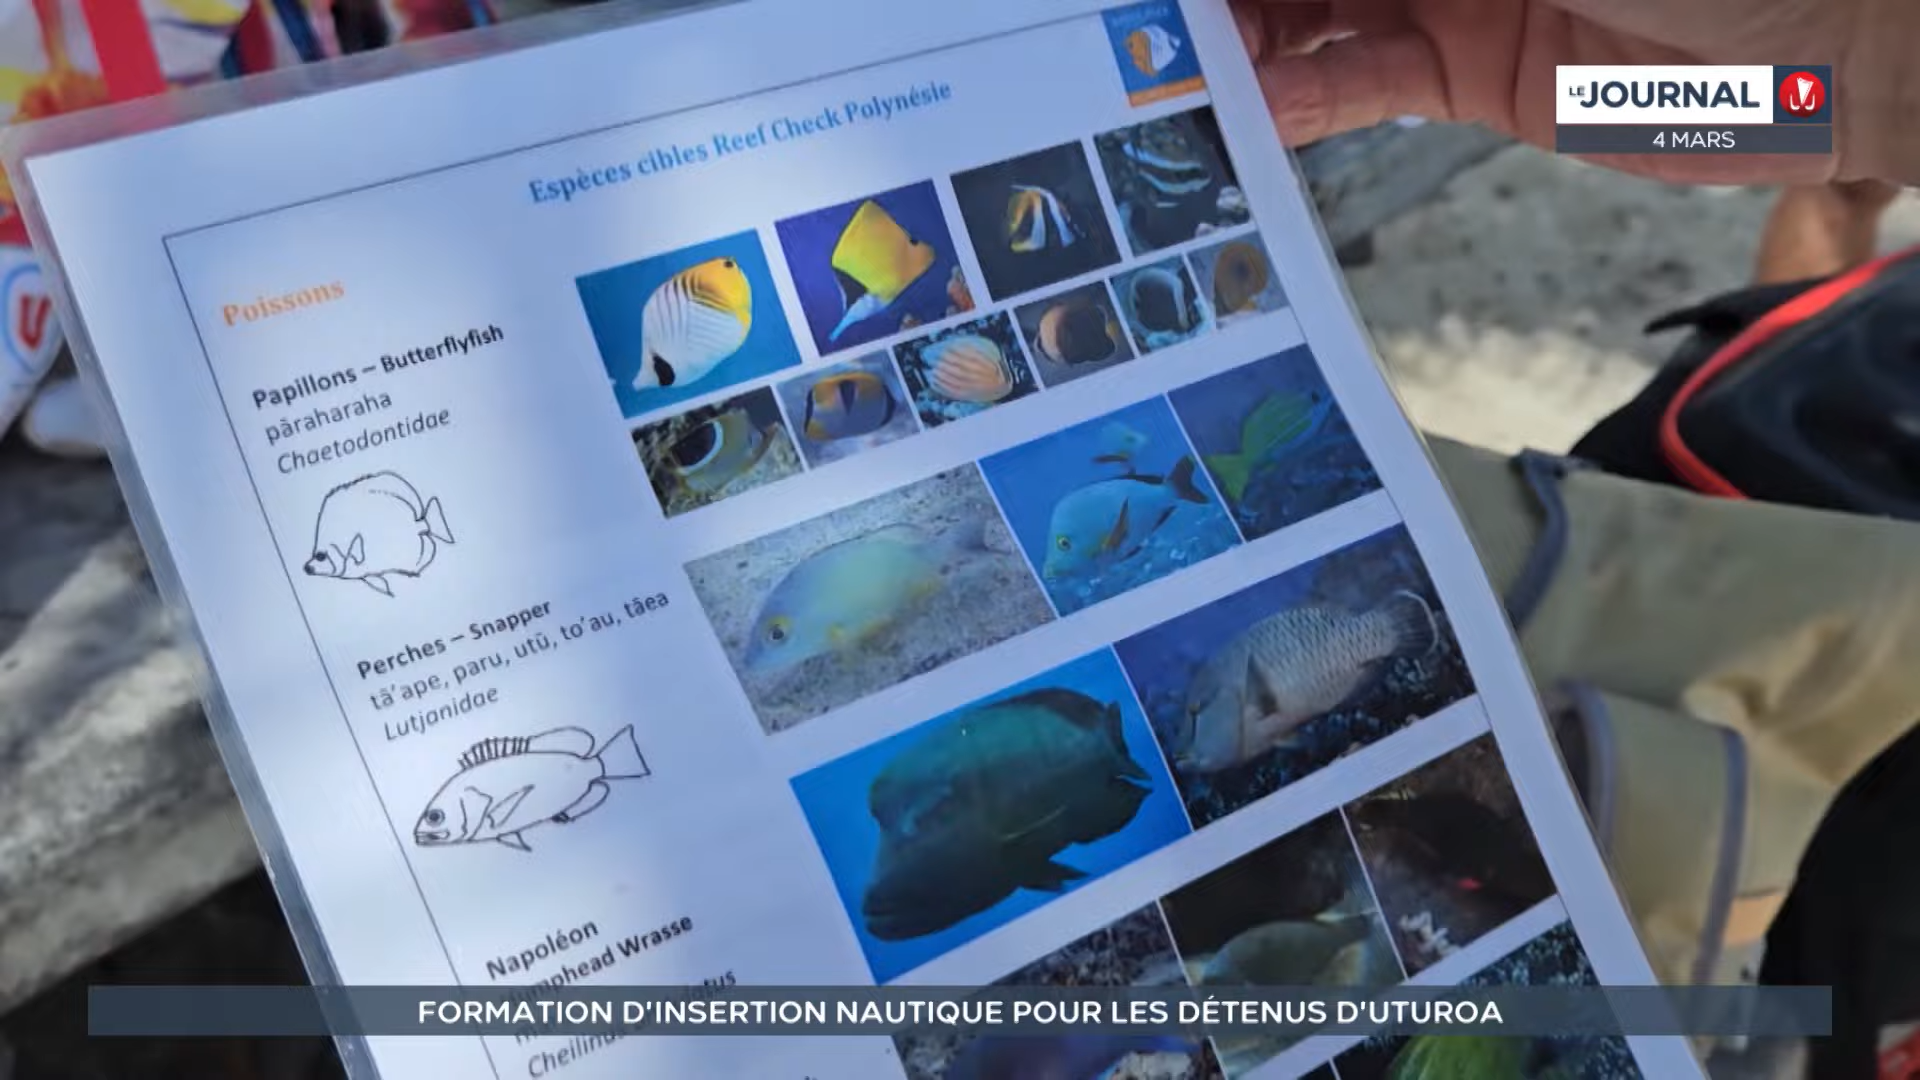 LE JOURNAL
4 MARS
Espèces cibles Reef Check Polynésie
Poissons
Papillons – Butterflyfish
pāraharaha
Chaetodontidae
Perches – Snapper
tā'ape, paru, utū, to'au, tāea
Lutjanidae
Napoléon
Wrasse
FORMATION D'INSERTION NAUTIQUE POUR LES DÉTENUS D'UTUROA